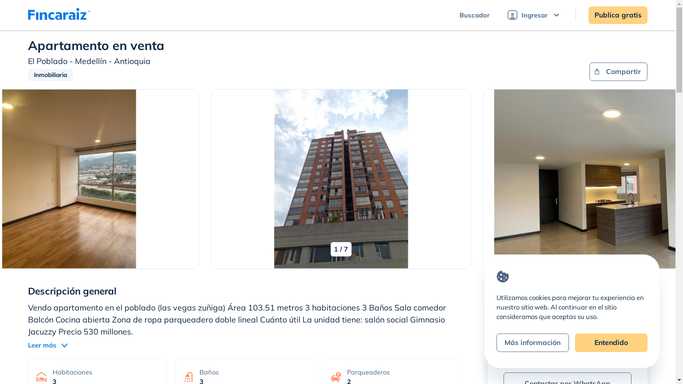 Fincaraiz
Buscador
Ingresar
Publica gratis
Apartamento en venta
El Poblado - Medellín - Antioquia
Inmobiliaria
Compartir
1 / 7
Descripción general
Vendo apartamento en el poblado (las vegas zuñiga) Área 103.51 metros 3 habitaciones 3 Baños Sala comedor
Balcón Cocina abierta Zona de ropa parqueadero doble lineal Cuánto útil La unidad tiene: salón social Gimnasio
Jacuzzy Precio 530 millones.
Leer más
Habitaciones
3
Baños
3
Parqueaderos
2
Utilizamos cookies para mejorar tu experiencia en
nuestro sitio web. Al continuar en el sitio
consideramos que aceptas su uso.
Más información
Entendido
Contactar por WhatsApp